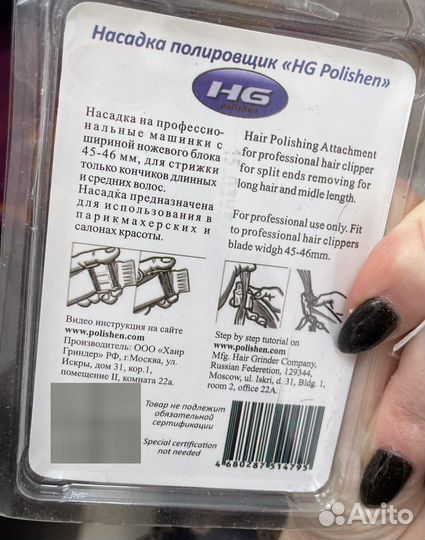 Насадка полировщик «HG Polishen»
HG
polishen
Насадка на профессио-
нальные машинки с
шириной ножевого блока
45-46 мм, для стрижки
только кончиков длинных
и средних волос.
Насадка предназначена
для использования в
парикмахерских и
салонах красоты.
Hair Polishing Attachment
for professional hair clipper
for split ends removing for
long hair and midle length.
For professional use only. Fit
to professional hair clippers
blade widgh 45-46mm.
Видео инструкция на сайте
www.polishen.com
Производитель: ООО «Хаир
Гриндер» РФ, г.Москва, ул.
Искры, дом 31, кор.1,
помещение II, комната 22а.
Step by step tutorial on
www.polishen.com
Mfg. Hair Grinder Company,
Russian Federetion, 129344,
Moscow, ul. Iskri, d. 31, Bldg. 1,
room 2, office 22A.
Товар не подлежит
обязательной
сертификации
Special certification
not needed
4 680287 514795
Avito